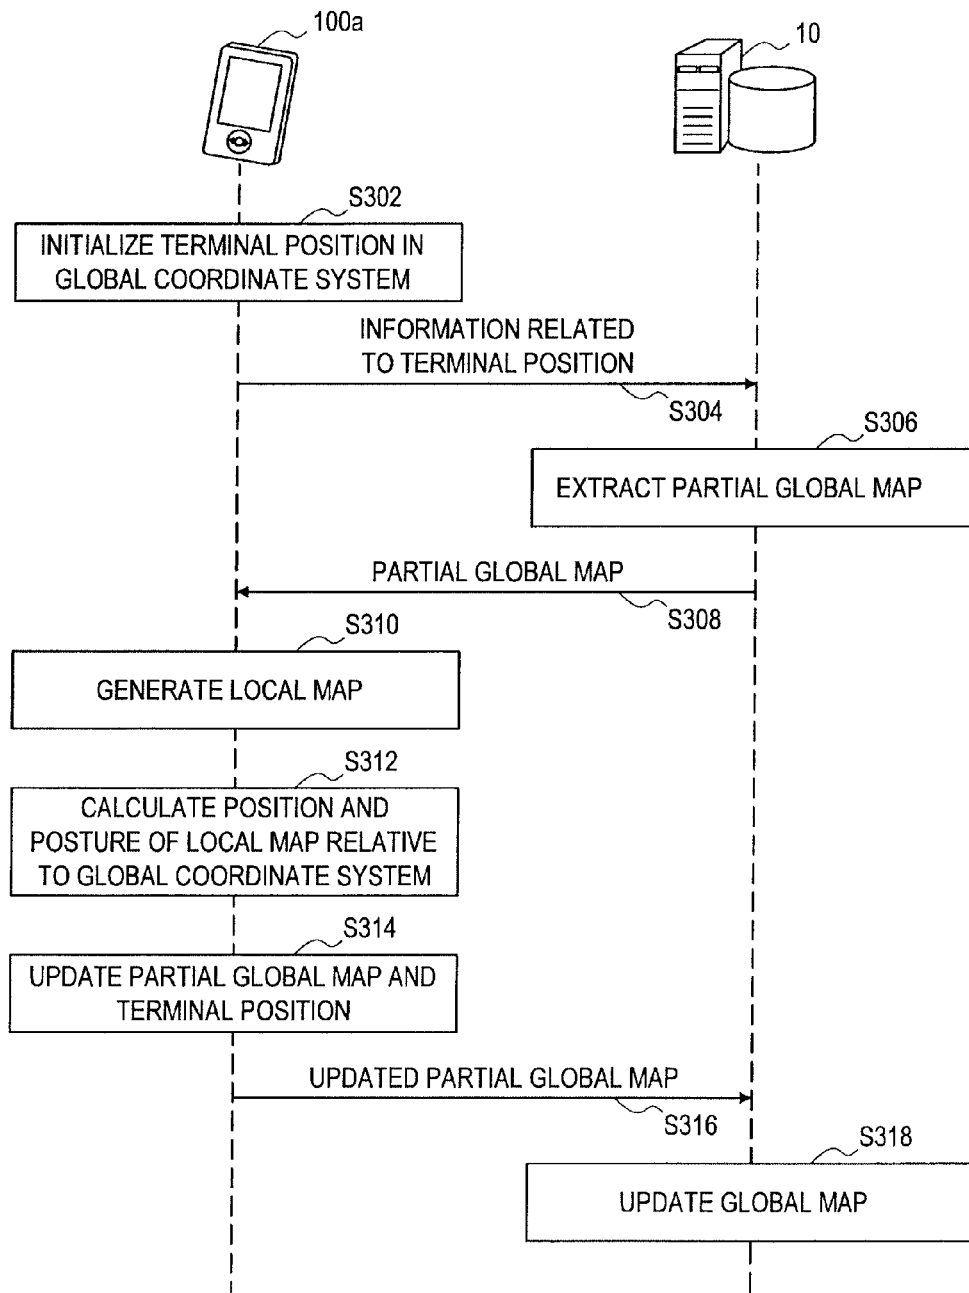 100a
10
S302
INITIALIZE TERMINAL POSITION IN
GLOBAL COORDINATE SYSTEM
INFORMATION RELATED
TO TERMINAL POSITION
S304
S306
EXTRACT PARTIAL GLOBAL MAP
PARTIAL GLOBAL MAP
S308
S310
GENERATE LOCAL MAP
S312
CALCULATE POSITION AND
POSTURE OF LOCAL MAP RELATIVE
TO GLOBAL COORDINATE SYSTEM
S314
UPDATE PARTIAL GLOBAL MAP AND
TERMINAL POSITION
UPDATED PARTIAL GLOBAL MAP
S316
S318
UPDATE GLOBAL MAP